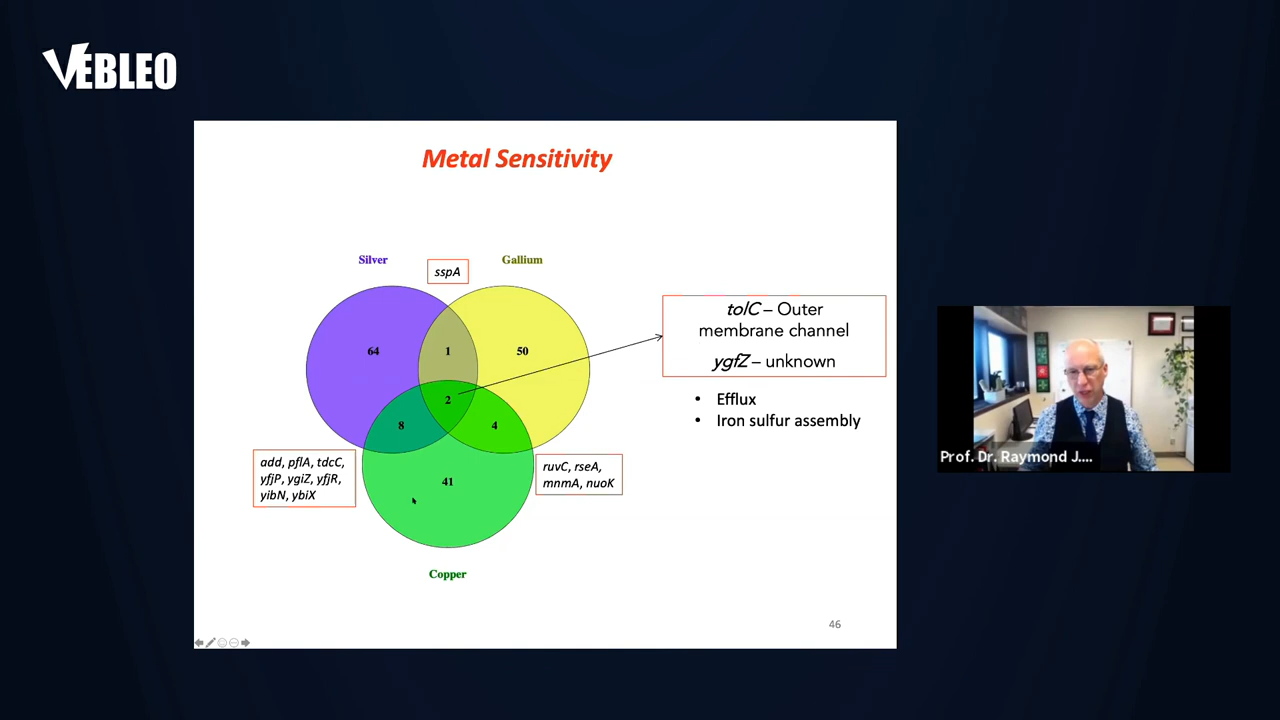 VEBLEO
Metal Sensitivity
Silver
sspA
Gallium
64
1
50
2
8
4
41
tolC – Outer
membrane channel
ygfZ – unknown
• Efflux
• Iron sulfur assembly
add, pflA, tdcC,
yfjP, ygiZ, yfjR,
yibN, ybiX
ruvC, rseA,
mnmA, nuoK
Copper
46
Prof. Dr. Raymond J....